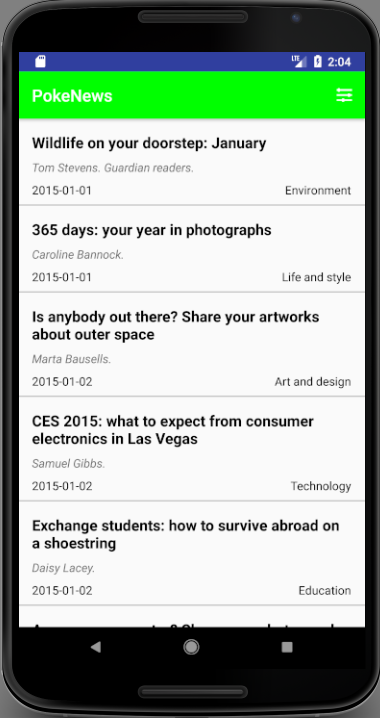 LTE 2:04
PokeNews
Wildlife on your doorstep: January
Tom Stevens. Guardian readers.
2015-01-01 Environment
365 days: your year in photographs
Caroline Bannock.
2015-01-01 Life and style
Is anybody out there? Share your artworks
about outer space
Marta Bausells.
2015-01-02 Art and design
CES 2015: what to expect from consumer
electronics in Las Vegas
Samuel Gibbs.
2015-01-02 Technology
Exchange students: how to survive abroad on
a shoestring
Daisy Lacey.
2015-01-02 Education